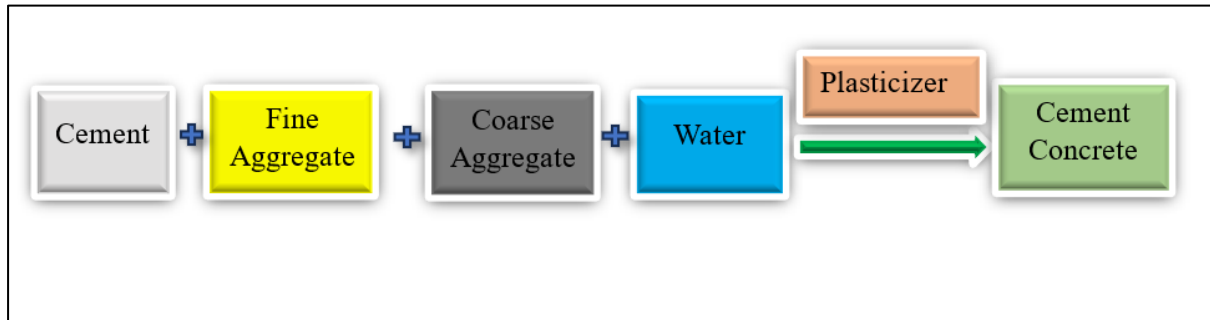 Cement
Fine
Aggregate
Coarse
Aggregate
Water
Plasticizer
Cement
Concrete